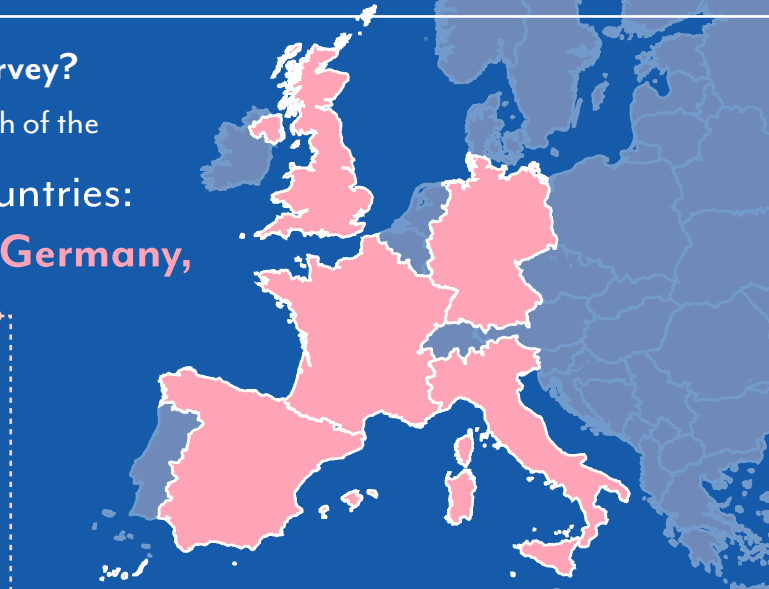 rvey?
h of the
untries:
Germany,